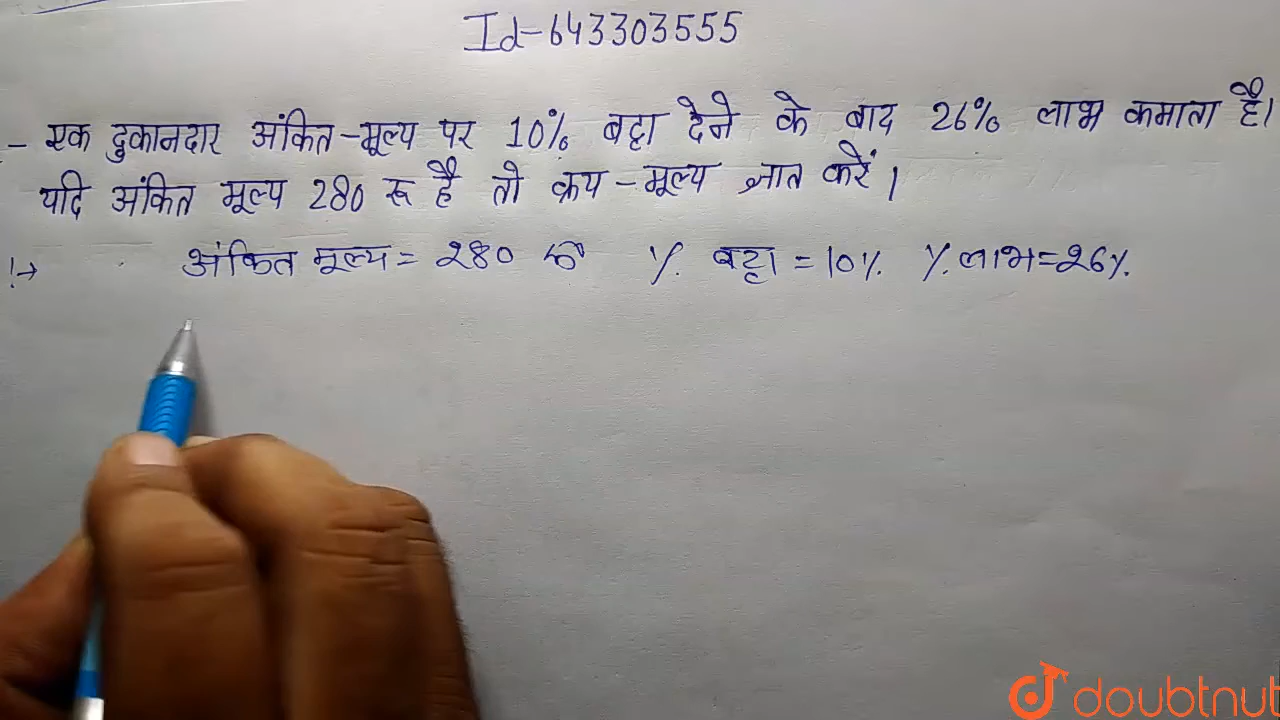 Id-643303555
- एक दुकानदार अंकित-मूल्य पर 10% बट्टा देने के बाद 26% लाभ कमाता है।
यदि अंकित मूल्य 280 रू है तो क्रय-मूल्य ज्ञात करें।
!→ अंकित मूल्य = 280 रू % बट्टा = 10% % लाभ = 26%
doubtnut